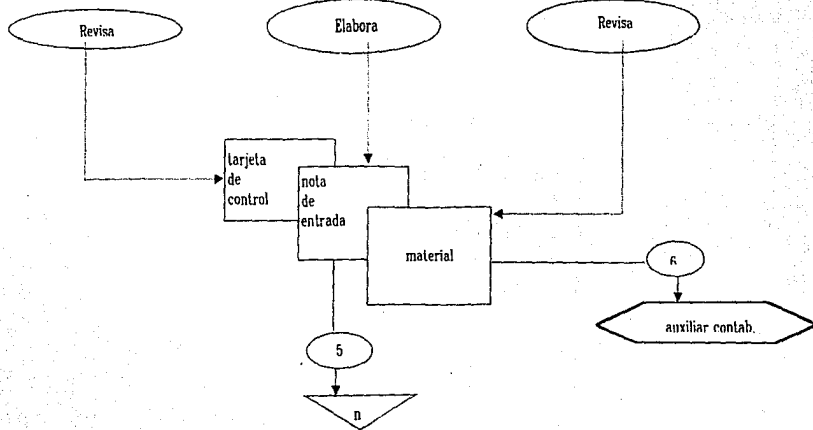 Revisa
Elabora
Revisa
tarjeta
de
control
nota
de
entrada
material
6
auxiliar contab.
5
n